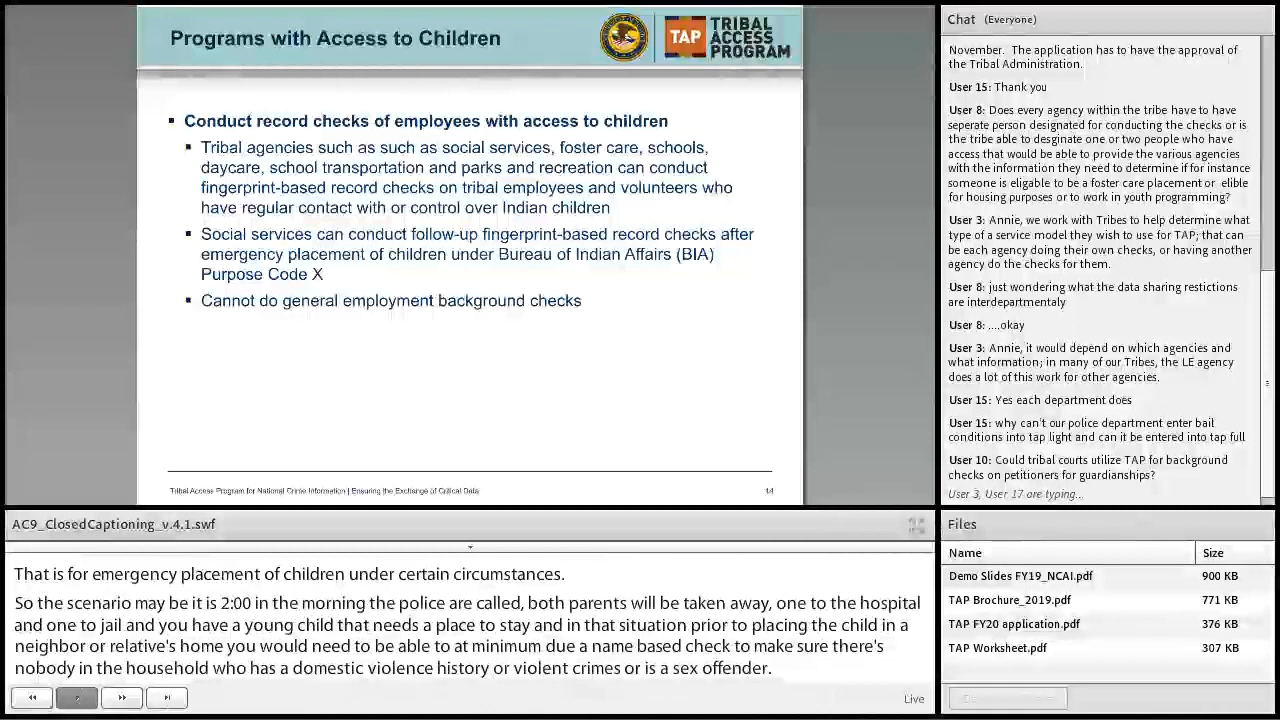 Programs with Access to Children
TAP
TRIBAL
ACCESS
PROGRAM
Conduct record checks of employees with access to children
Tribal agencies such as such as social services, foster care, schools,
daycare, school transportation and parks and recreation can conduct
fingerprint-based record checks on tribal employees and volunteers who
have regular contact with or control over Indian children
Social services can conduct follow-up fingerprint-based record checks after
emergency placement of children under Bureau of Indian Affairs (BIA)
Purpose Code X
Cannot do general employment background checks
Tribal Access Program for National Crime Information | Ensuring the Exchange of Critical Data
14
Chat (Everyone)
November. The application has to have the approval of
the Tribal Administration.
User 15: Thank you
User 8: Does every agency within the tribe have to have
seperate person designated for conducting the checks or is
the tribe able to desginate one or two people who have
access that would be able to provide the various agencies
with the information they need to determine if for instance
someone is eligible to be a foster care placement or elible
for housing purposes or to work in youth programming?
User 3: Annie, we work with Tribes to help determine what
type of a service model they wish to use for TAP; that can
be each agency doing their own checks, or having another
agency do the checks for them.
User 8: just wondering what the data sharing restictions
are interdepartmentaly
User 8: ....okay
User 3: Annie, it would depend on which agencies and
what information; in many of our Tribes, the LE agency
does a lot of this work for other agencies.
User 15: Yes each department does
User 15: why can't our police department enter bail
conditions into tap light and can it be entered into tap full
User 10: Could tribal courts utilize TAP for background
checks on petitioners for guardianships?
User 3, User 17 are typing...
AC9_ClosedCaptioning_v.4.1.swf
That is for emergency placement of children under certain circumstances.
So the scenario may be it is 2:00 in the morning the police are called, both parents will be taken away, one to the hospital
and one to jail and you have a young child that needs a place to stay and in that situation prior to placing the child in a
neighbor or relative's home you would need to be able to at minimum due a name based check to make sure there's
nobody in the household who has a domestic violence history or violent crimes or is a sex offender.
Live
Files
Name Size
Demo Slides FY19_NCAI.pdf 900 KB
TAP Brochure_2019.pdf 771 KB
TAP FY20 application.pdf 376 KB
TAP Worksheet.pdf 307 KB